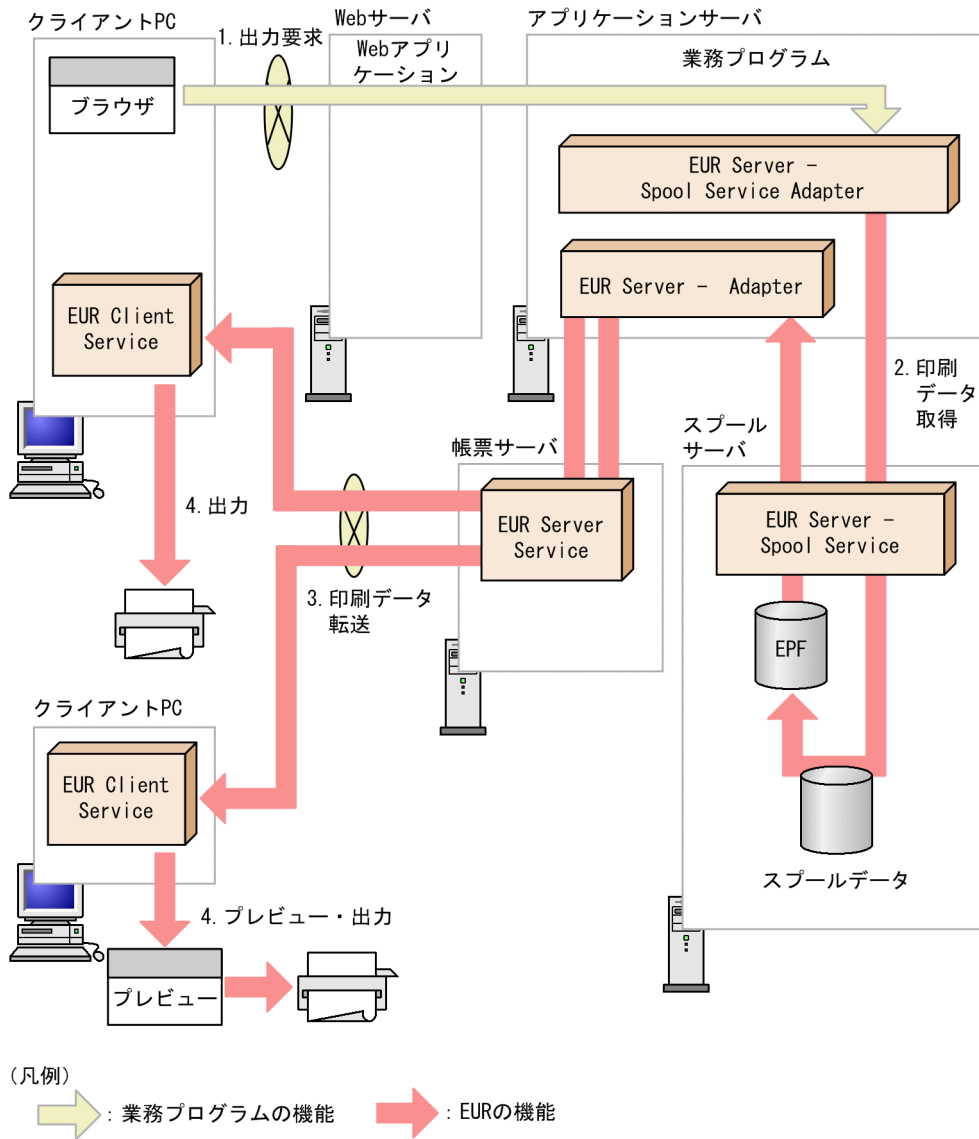 クライアントPC
1. 出力要求
Webサーバ
アプリケーションサーバ
Webアプリ
ケーション
業務プログラム
ブラウザ
EUR Server −
Spool Service Adapter
EUR Server − Adapter
EUR Client
Service
2. 印刷
データ
取得
スプール
サーバ
帳票サーバ
4. 出力
EUR Server
Service
EUR Server −
Spool Service
3. 印刷データ
転送
EPF
クライアントPC
EUR Client
Service
スプールデータ
4. プレビュー・出力
プレビュー
(凡例)
: 業務プログラムの機能
: EURの機能